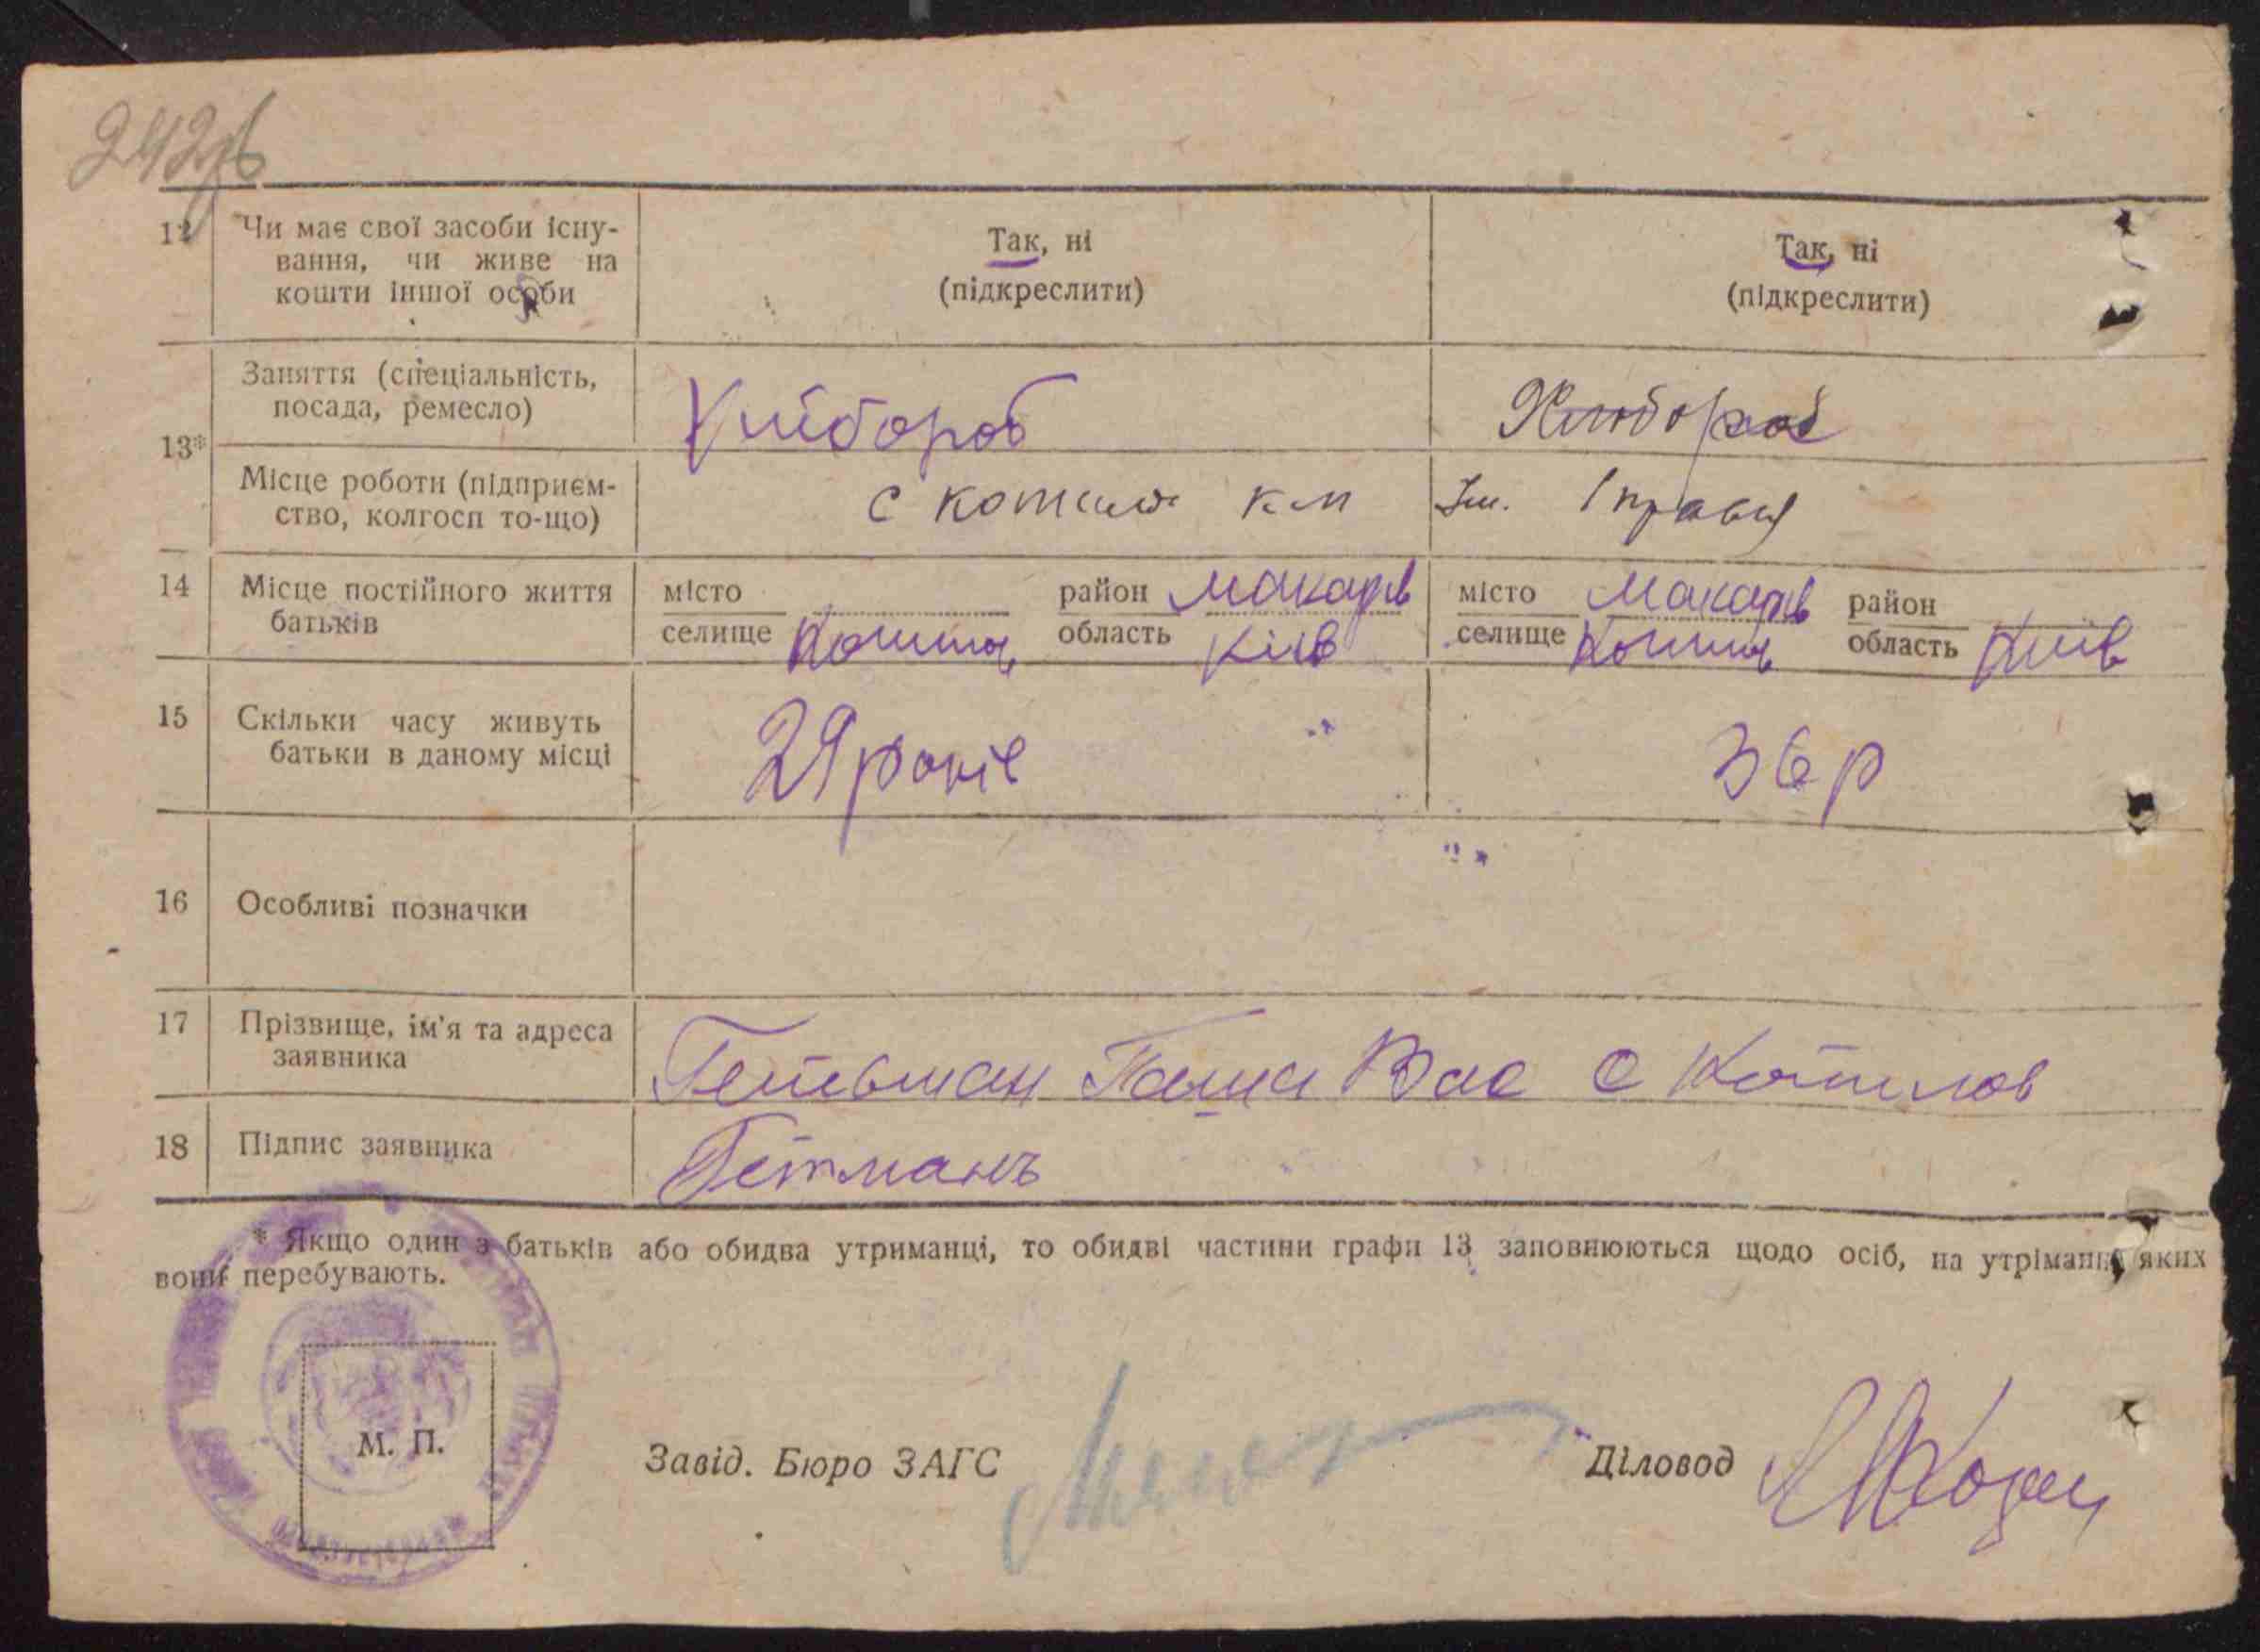 12 Чи має свої засоби існу-
вання, чи живе на
кошти іншої особи
Так, ні
(підкреслити)
Так, ні
(підкреслити)
13* Заняття (спеціальність,
посада, ремесло)
Хлібороб
Хлібороб
Місце роботи (підприєм-
ство, колгосп то-що)
с
14 Місце постійного життя
батьків
місто
селище
район Макарів
область Київ
місто Макарів
селище
район
область Київ
15 Скільки часу живуть
батьки в даному місці
29 років
36 р
16 Особливі позначки
17 Прізвище, ім'я та адреса
заявника
Гетьман Вас с Копилов
18 Підпис заявника
Гетманъ
* Якщо один з батьків або обидва утриманці, то обидві частини графи 13 заповнюються щодо осіб, на утріманні яких
вони перебувають.
М. П.
Завід. Бюро ЗАГС
Діловод